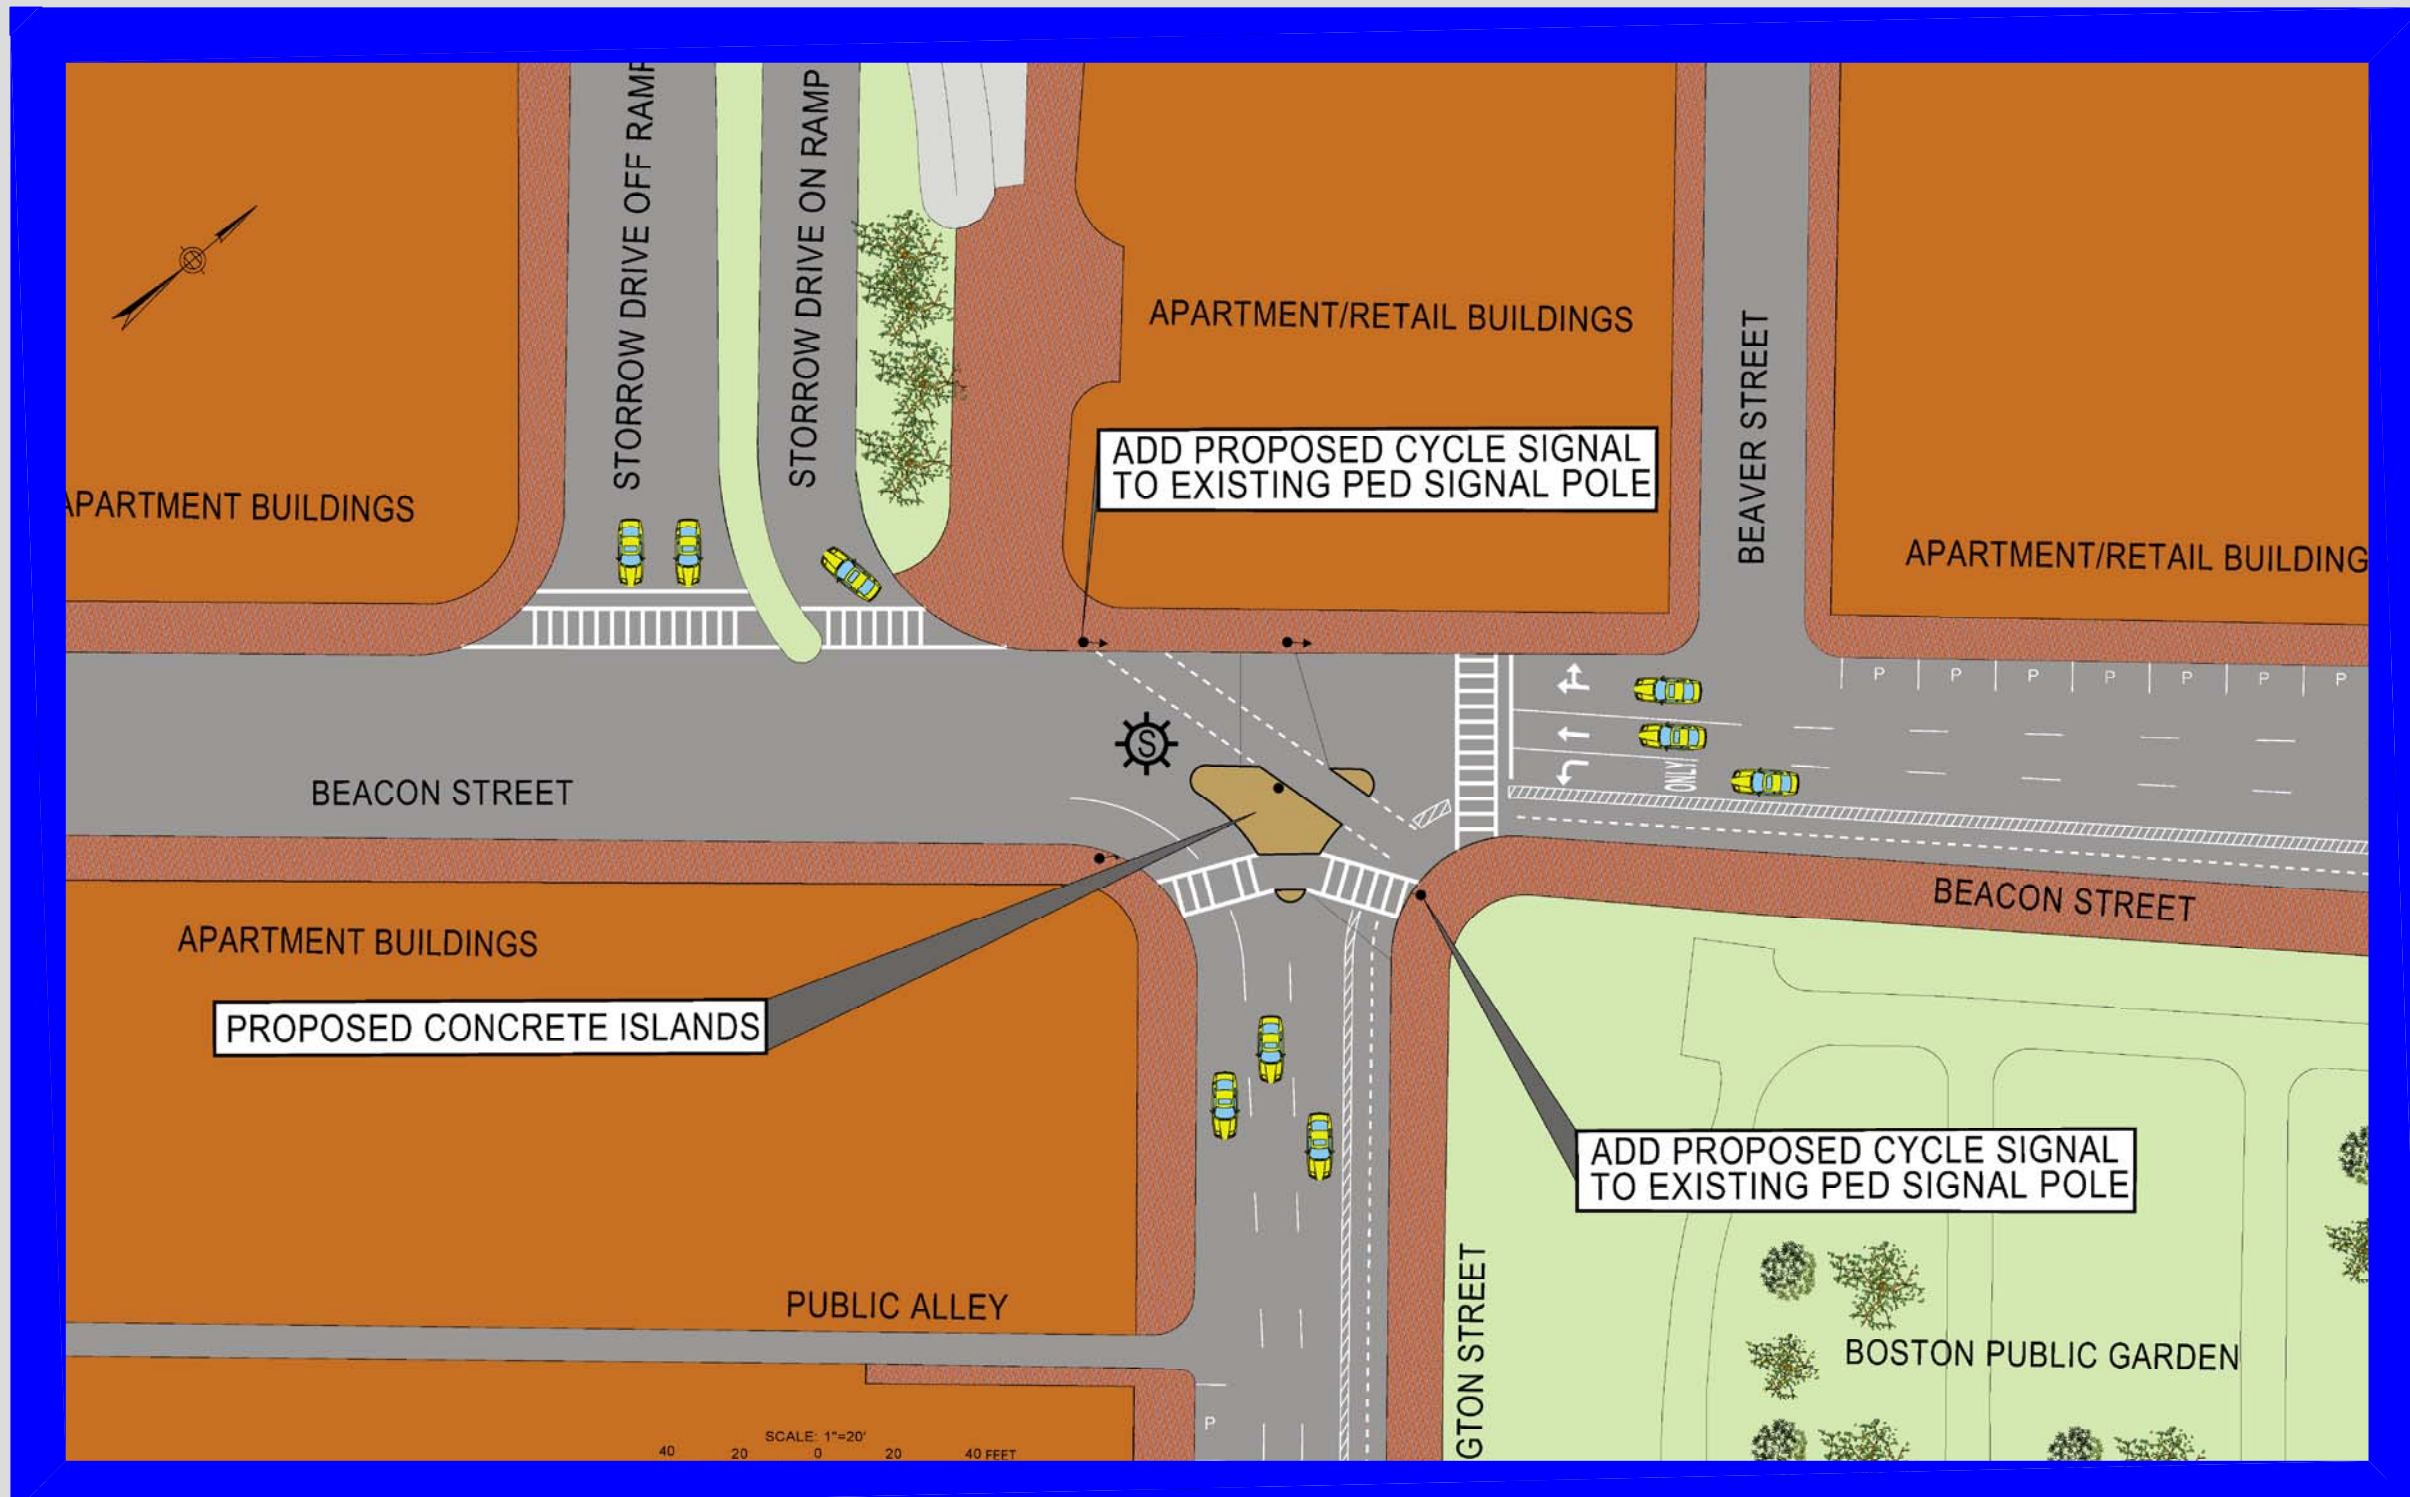 STORROW DRIVE OFF RAMP
STORROW DRIVE ON RAMP
APARTMENT/RETAIL BUILDINGS
BEAVER STREET
ADD PROPOSED CYCLE SIGNAL
TO EXISTING PED SIGNAL POLE
APARTMENT BUILDINGS
APARTMENT/RETAIL BUILDING
P P P P P P P
S
ONLY
BEACON STREET
BEACON STREET
APARTMENT BUILDINGS
PROPOSED CONCRETE ISLANDS
ADD PROPOSED CYCLE SIGNAL
TO EXISTING PED SIGNAL POLE
GTON STREET
PUBLIC ALLEY
BOSTON PUBLIC GARDEN
P
SCALE: 1"=20'
40 20 0 20 40 FEET